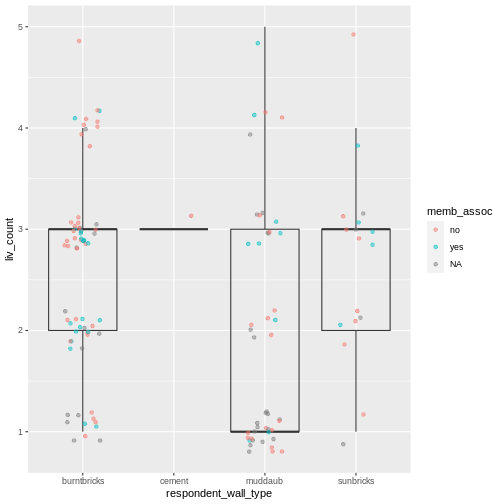 5
4
3
2
1
liv_count
burntbricks cement muddaub sunbricks
respondent_wall_type
memb_assoc
no
yes
NA